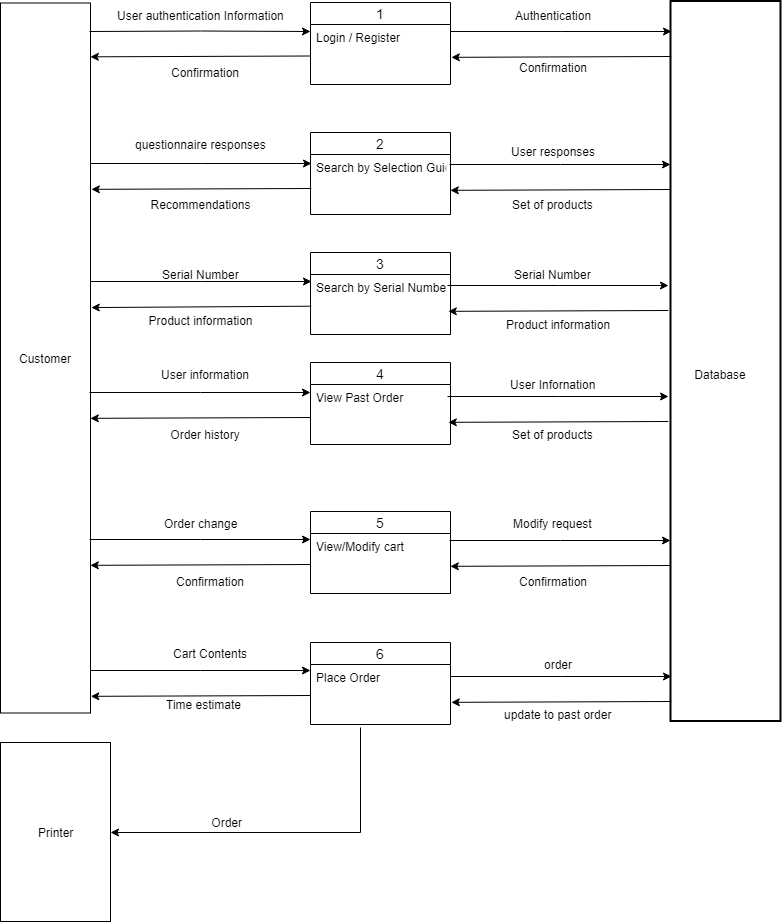 User authentication Information
1
Authentication
Login / Register
Confirmation
Confirmation
questionnaire responses
2
User responses
Search by Selection Gui
Recommendations
Set of products
Serial Number
3
Serial Number
Search by Serial Numbe
Product information
Product information
Customer
Database
User information
4
User Infornation
View Past Order
Order history
Set of products
Order change
5
Modify request
View/Modify cart
Confirmation
Confirmation
Cart Contents
6
order
Place Order
Time estimate
update to past order
Order
Printer